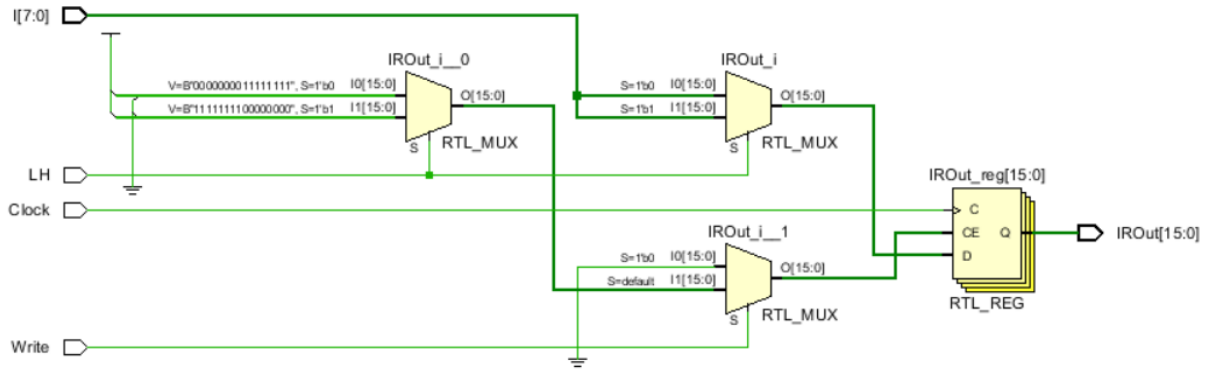 I[7:0]
IROut_i__0
IROut_i
V=B"0000000011111111", S=1'b0 I0[15:0]
V=B"1111111100000000", S=1'b1 I1[15:0]
O[15:0]
S
RTL_MUX
S=1'b0 I0[15:0]
S=1'b1 I1[15:0]
O[15:0]
S
RTL_MUX
LH
IROut_reg[15:0]
Clock
C
CE
Q
D
IROut[15:0]
RTL_REG
IROut_i__1
S=1'b0 I0[15:0]
S=default I1[15:0]
O[15:0]
S
RTL_MUX
Write